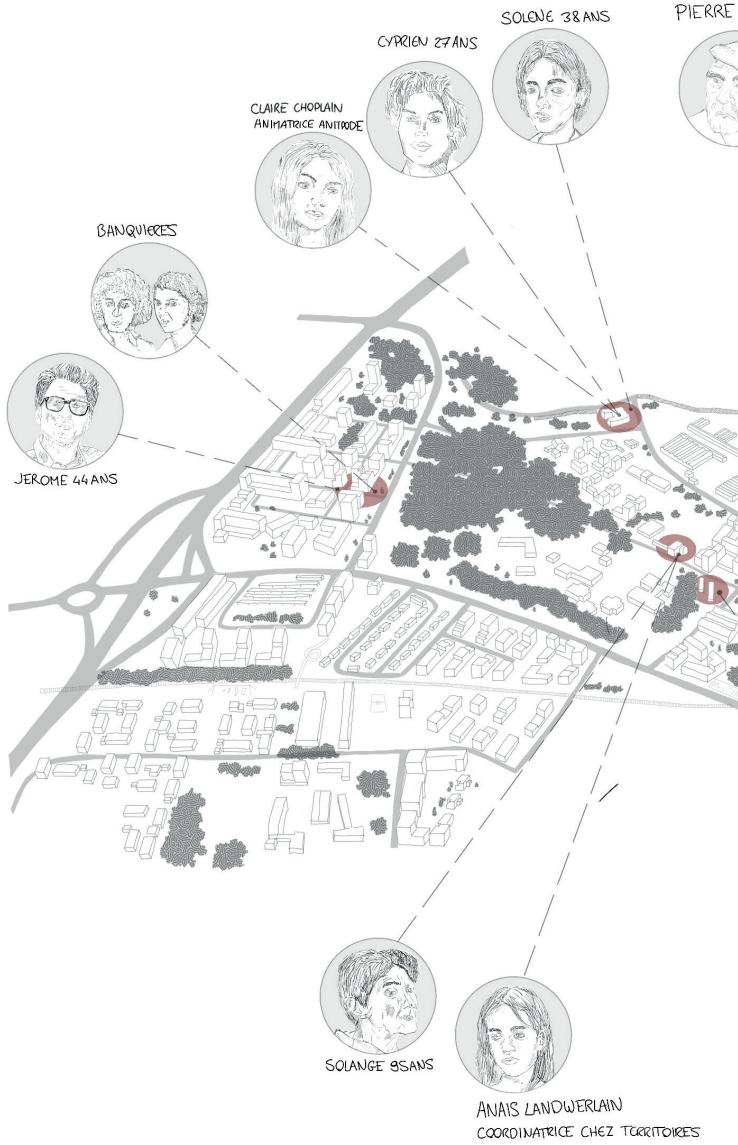 SOLENE 38 ANS
PIERRE
CYPRIEN 27 ANS
CLAIRE CHOPLAIN
ANIMATRICE ANITPODE
BANQUIERES
JEROME 44 ANS
SOLANGE 95 ANS
ANAIS LANDWERLAIN
COORDINATRICE CHEZ TERRITOIRES